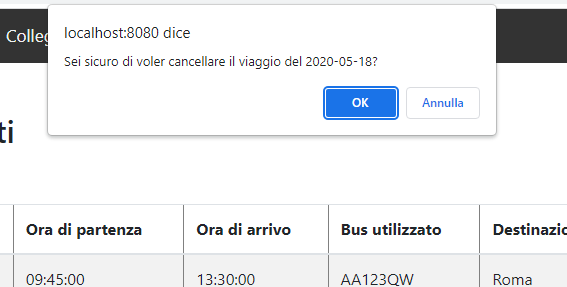 Colleg
localhost:8080 dice
Sei sicuro di voler cancellare il viaggio del 2020-05-18?
OK Annulla
ti
Ora di partenza Ora di arrivo Bus utilizzato Destinazio
09:45:00 13:30:00 AA123QW Roma